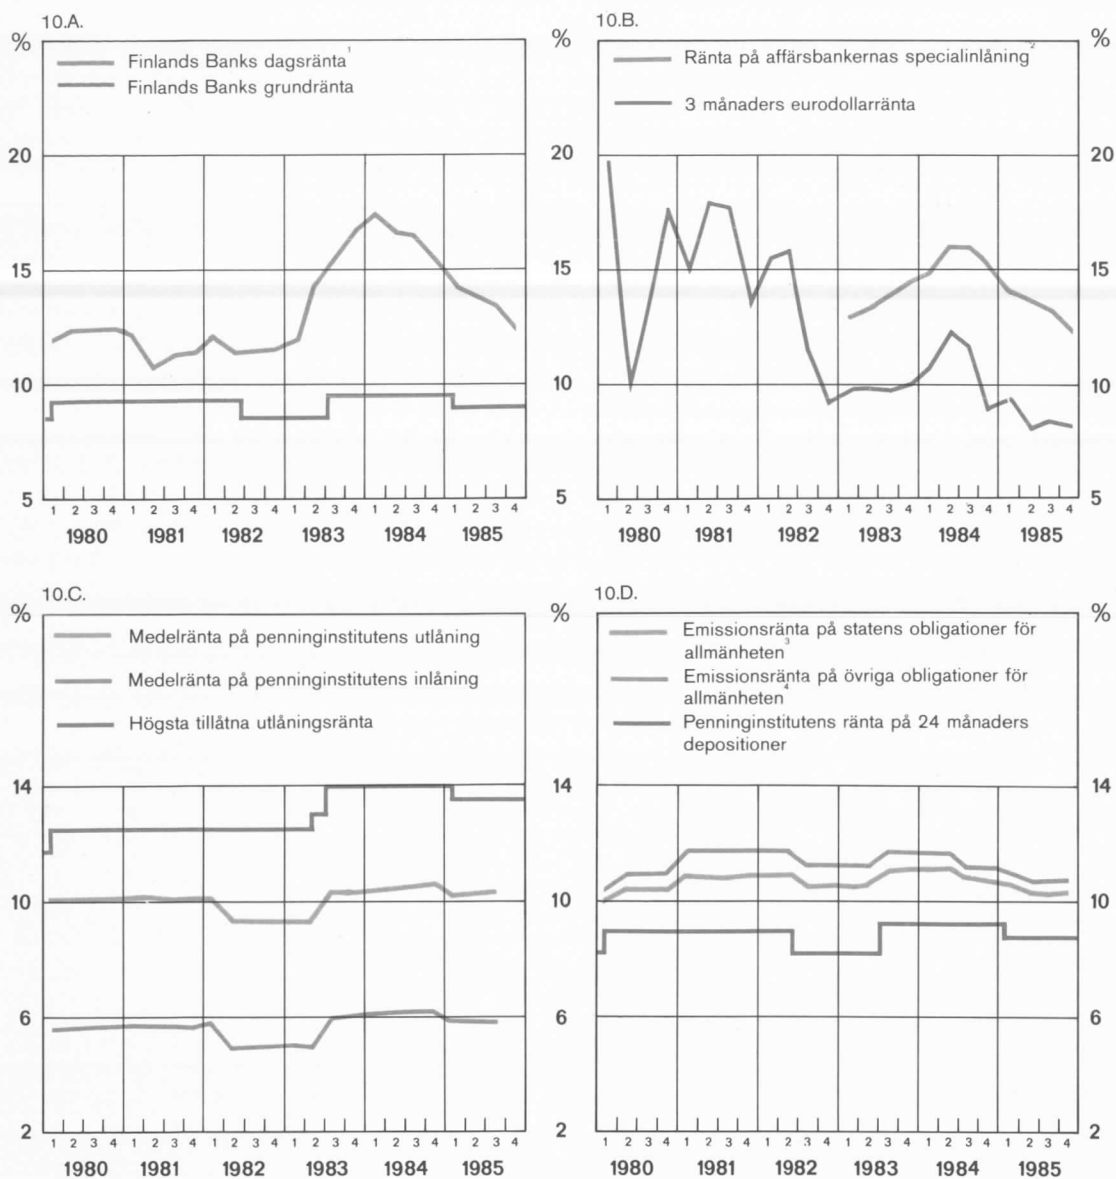 10.A.
%
Finlands Banks dagsränta¹
Finlands Banks grundränta
20
15
10
5
1 2 3 4 1 2 3 4 1 2 3 4 1 2 3 4 1 2 3 4 1 2 3 4
1980 1981 1982 1983 1984 1985
10.B.
% %
Ränta på affärsbankernas specialinlåning²
3 månaders eurodollarränta
20 20
15 15
10 10
5 5
1 2 3 4 1 2 3 4 1 2 3 4 1 2 3 4 1 2 3 4 1 2 3 4
1980 1981 1982 1983 1984 1985
10.C.
%
Medelränta på penninginstitutens utlåning
Medelränta på penninginstitutens inlåning
Högsta tillåtna utlåningsränta
14
10
6
2
1 2 3 4 1 2 3 4 1 2 3 4 1 2 3 4 1 2 3 4 1 2 3 4
1980 1981 1982 1983 1984 1985
10.D.
% %
Emissionsränta på statens obligationer för
allmänheten³
Emissionsränta på övriga obligationer för
allmänheten⁴
Penninginstitutens ränta på 24 månaders
depositioner
14 14
10 10
6 6
2 2
1 2 3 4 1 2 3 4 1 2 3 4 1 2 3 4 1 2 3 4 1 2 3 4
1980 1981 1982 1983 1984 1985